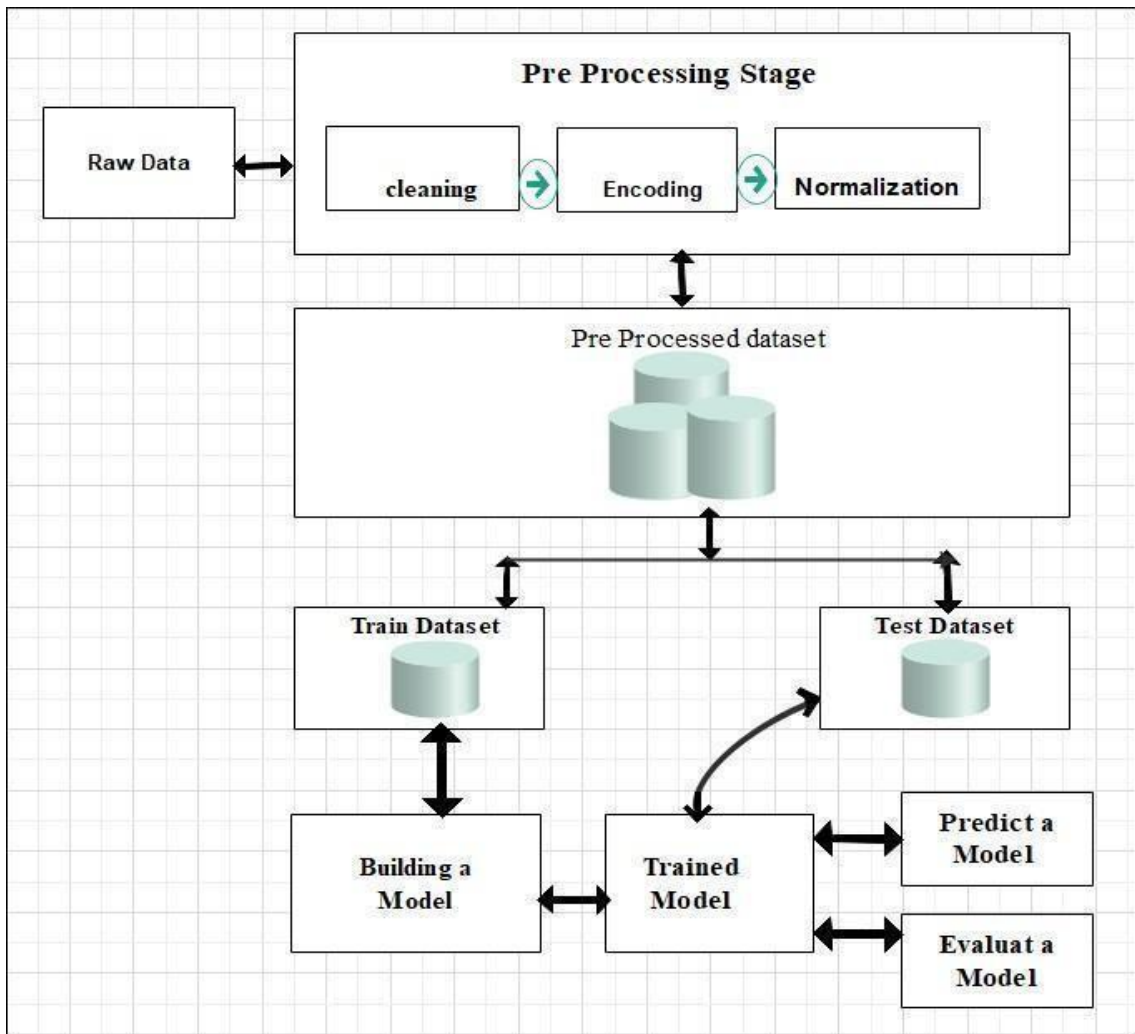 Pre Processing Stage
Raw Data
cleaning
Encoding
Normalization
Pre Processed dataset
Train Dataset
Test Dataset
Building a
Model
Trained
Model
Predict a
Model
Evaluat a
Model